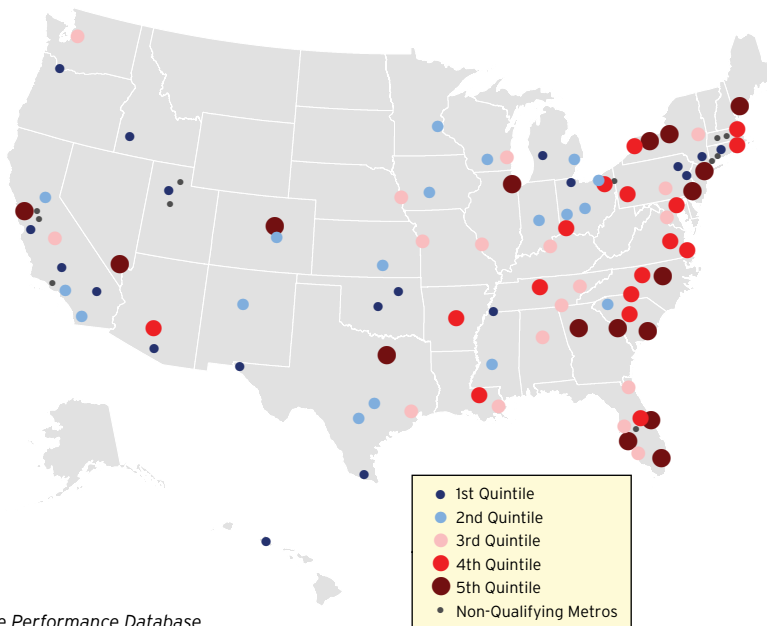 1st Quintile
2nd Quintile
3rd Quintile
4th Quintile
5th Quintile
Non-Qualifying Metros
e Performance Database